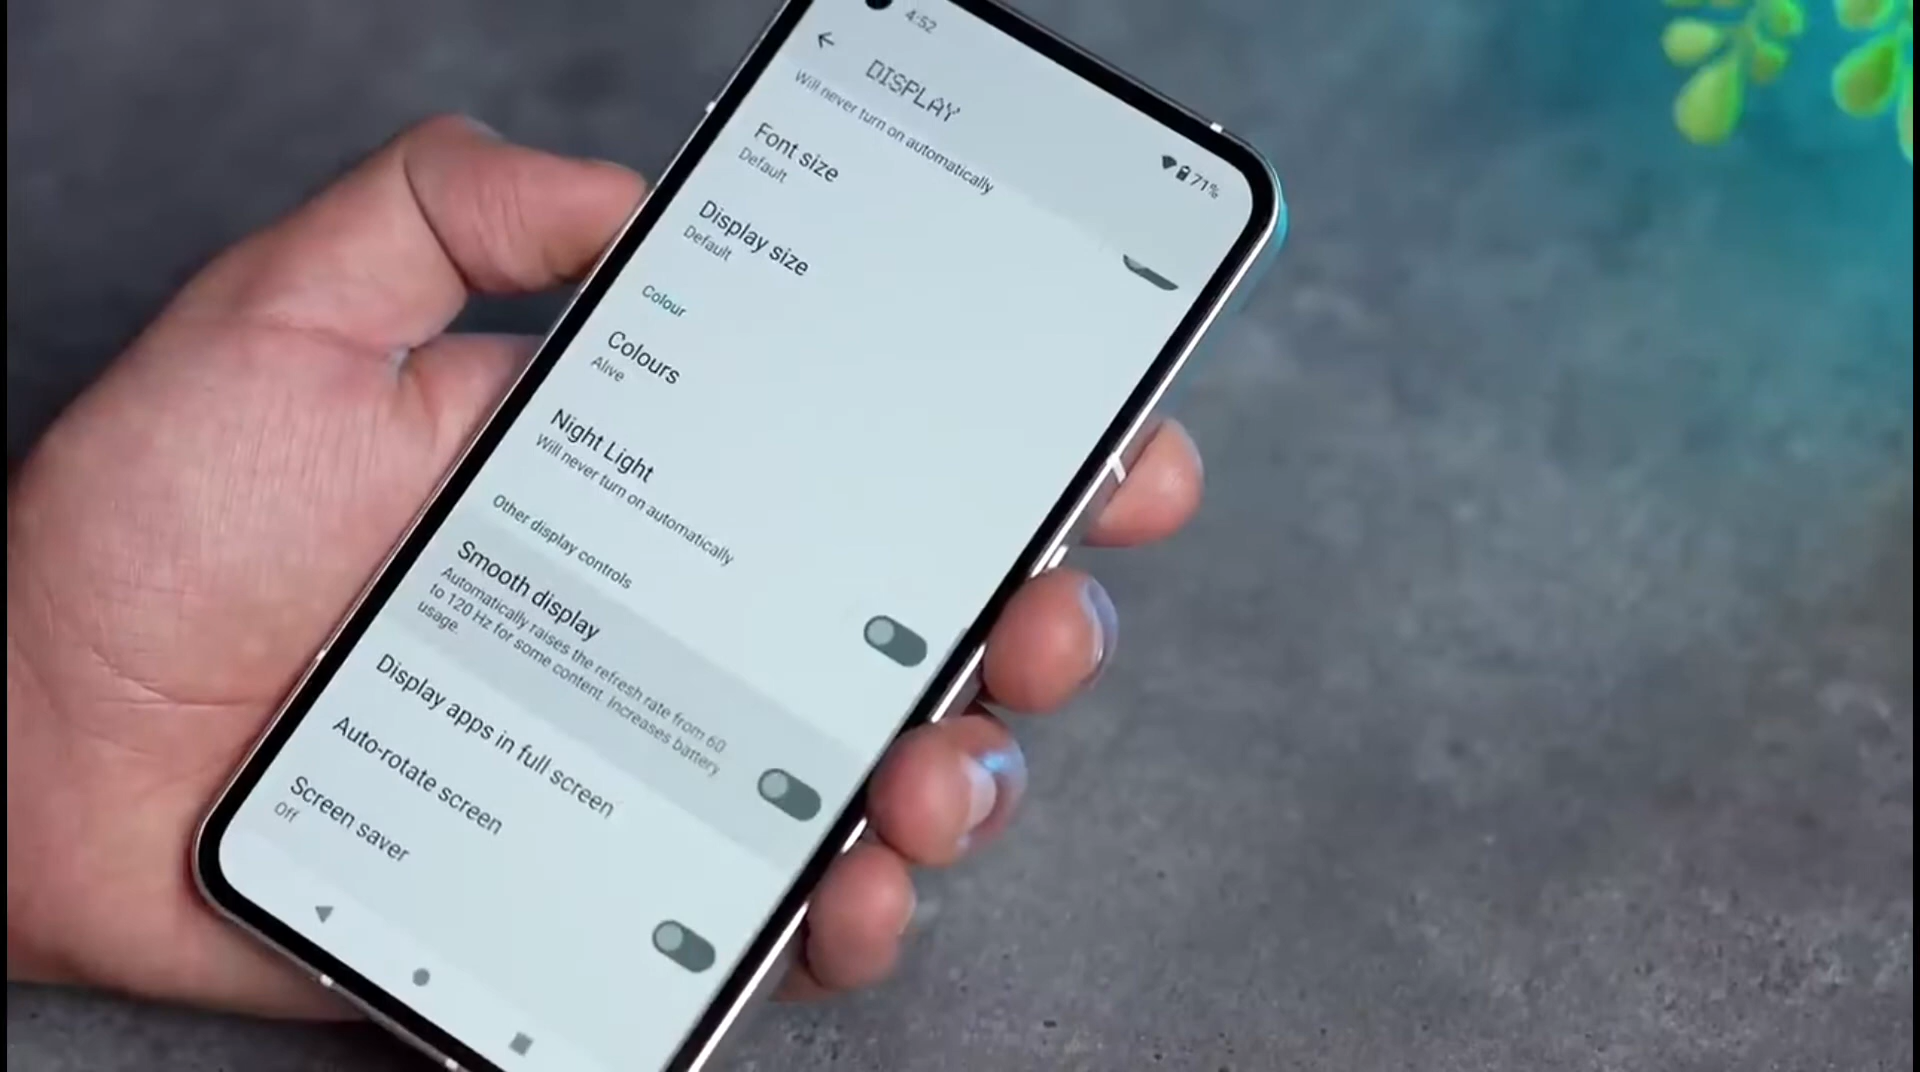 4:52
71%
DISPLAY
Will never turn on automatically
Font size
Default
Display size
Default
Colour
Colours
Alive
Night Light
Will never turn on automatically
Other display controls
Smooth display
Automatically raises the refresh rate from 60
to 120 Hz for some content. Increases battery
usage.
Display apps in full screen
Auto-rotate screen
Screen saver
Off